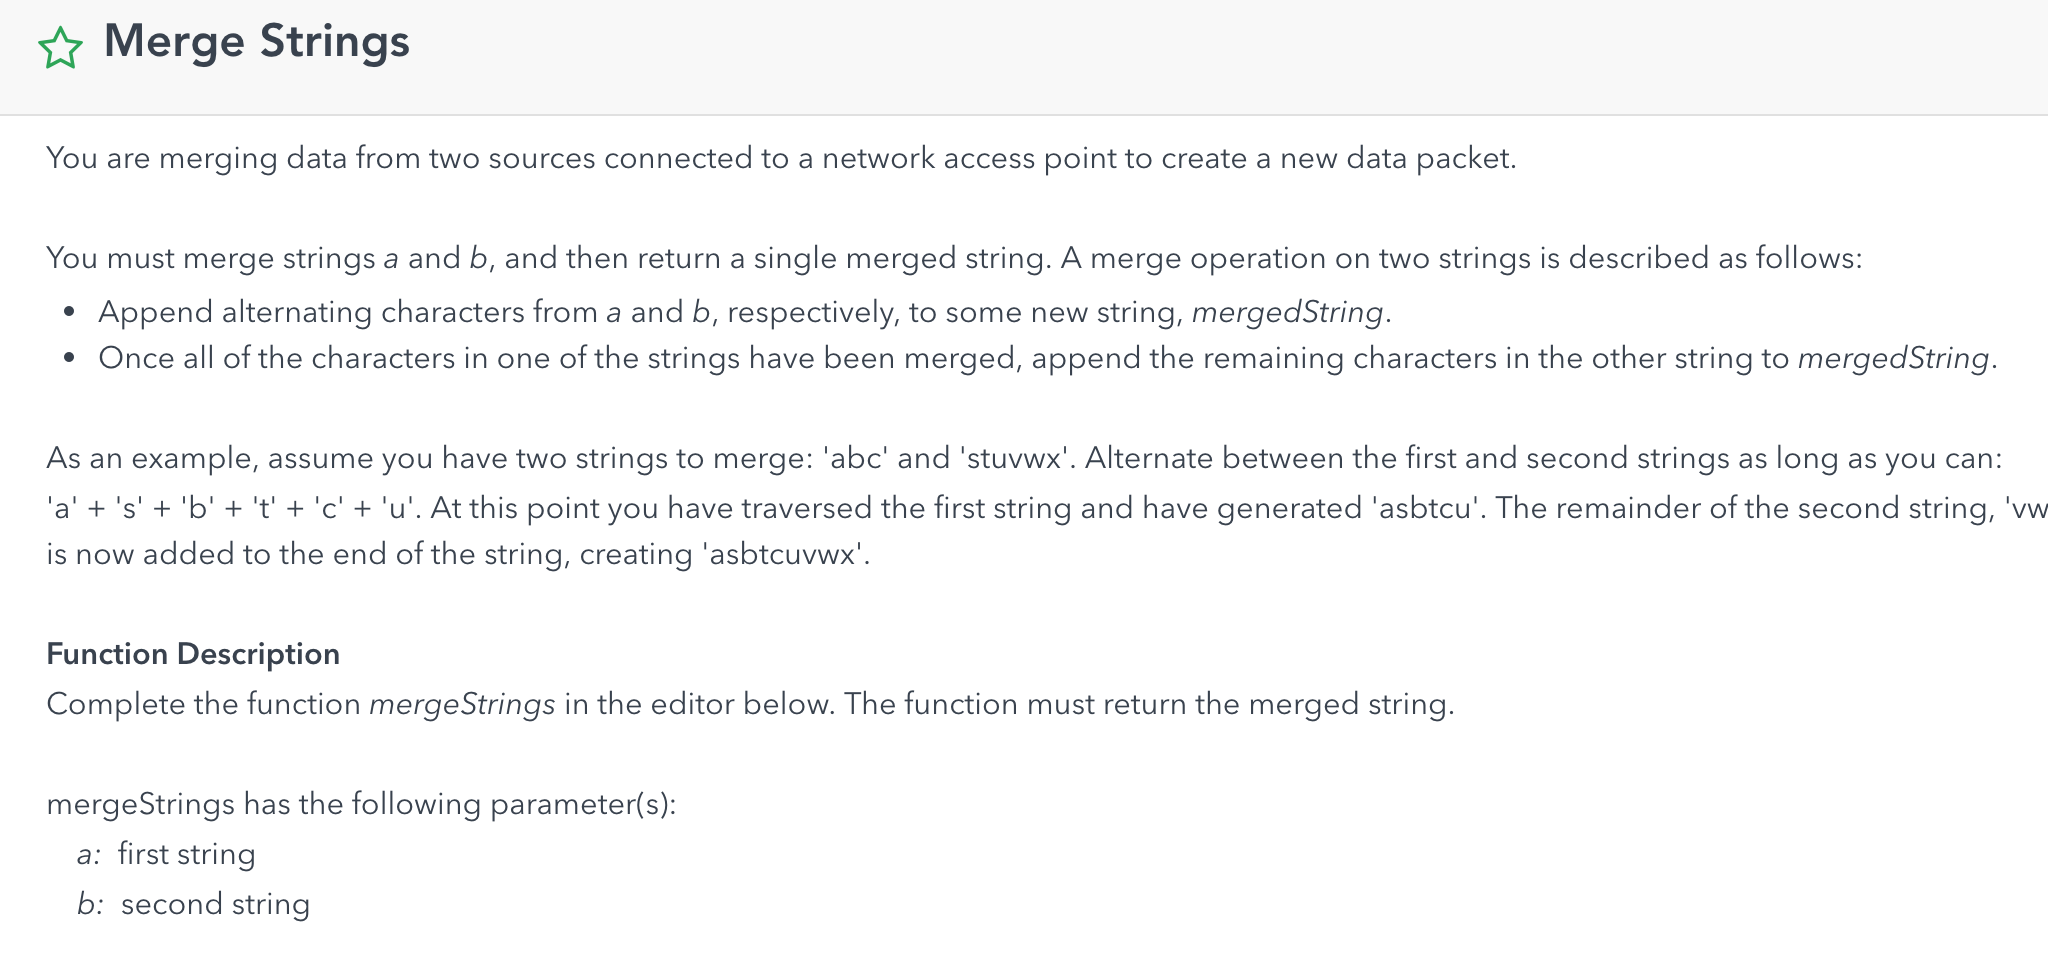 Merge Strings
You are merging data from two sources connected to a network access point to create a new data packet.
You must merge strings a and b, and then return a single merged string. A merge operation on two strings is described as follows:
• Append alternating characters from a and b, respectively, to some new string, mergedString.
• Once all of the characters in one of the strings have been merged, append the remaining characters in the other string to mergedString.
As an example, assume you have two strings to merge: 'abc' and 'stuvwx'. Alternate between the first and second strings as long as you can:
'a' + 's' + 'b' + 't' + 'c' + 'u'. At this point you have traversed the first string and have generated 'asbtcu'. The remainder of the second string, 'vw
is now added to the end of the string, creating 'asbtcuvwx'.
Function Description
Complete the function mergeStrings in the editor below. The function must return the merged string.
mergeStrings has the following parameter(s):
a: first string
b: second string